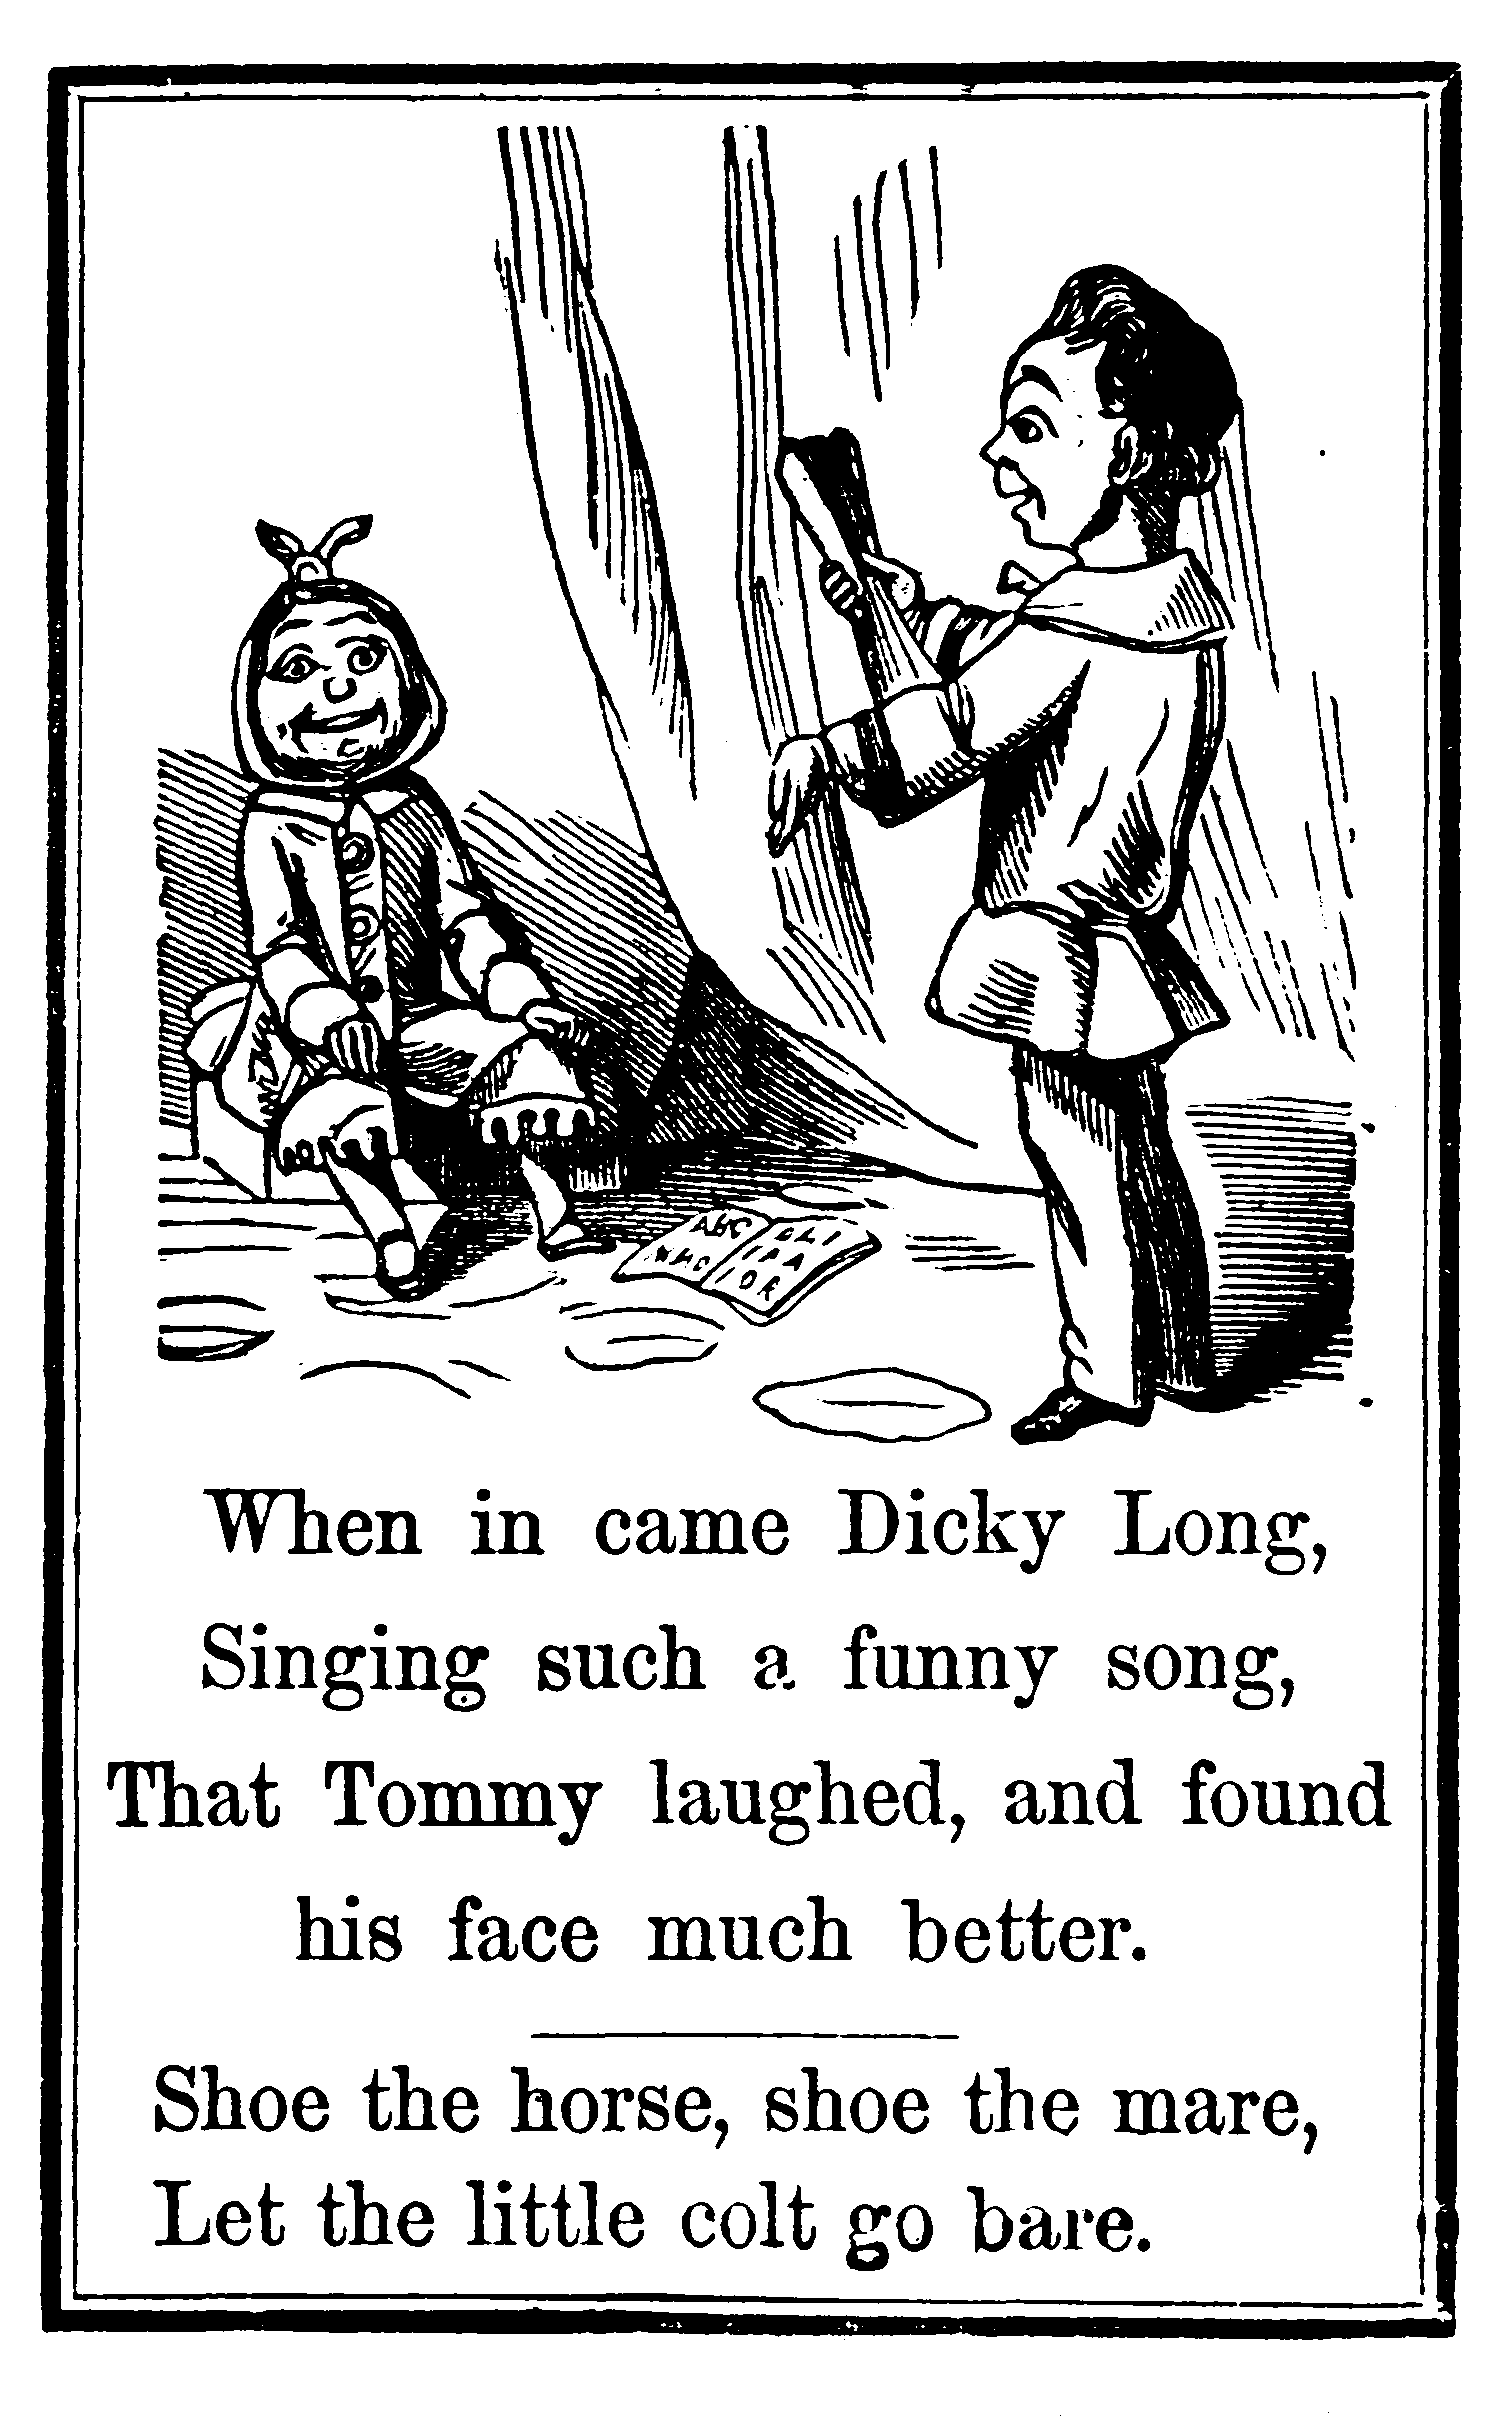 ABC
When in came Dicky Long,
Singing such a funny song,
That Tommy laughed, and found
his face much better.
Shoe the horse, shoe the mare,
Let the little colt go bare.